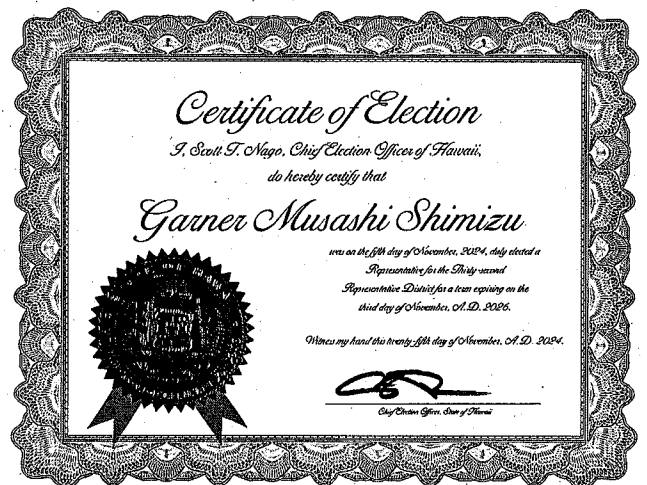 Certificate of Election
I, Scott T. Nago, Chief Election Officer of Hawaii,
do hereby certify that
Garner Musashi Shimizu
was on the fifth day of November, 2024, duly elected a
Representative for the Thirty-second
Representative District for a term expiring on the
third day of November, A.D. 2026.
Witness my hand this twenty-fifth day of November, A.D. 2024.
Chief Election Officer, State of Hawaii